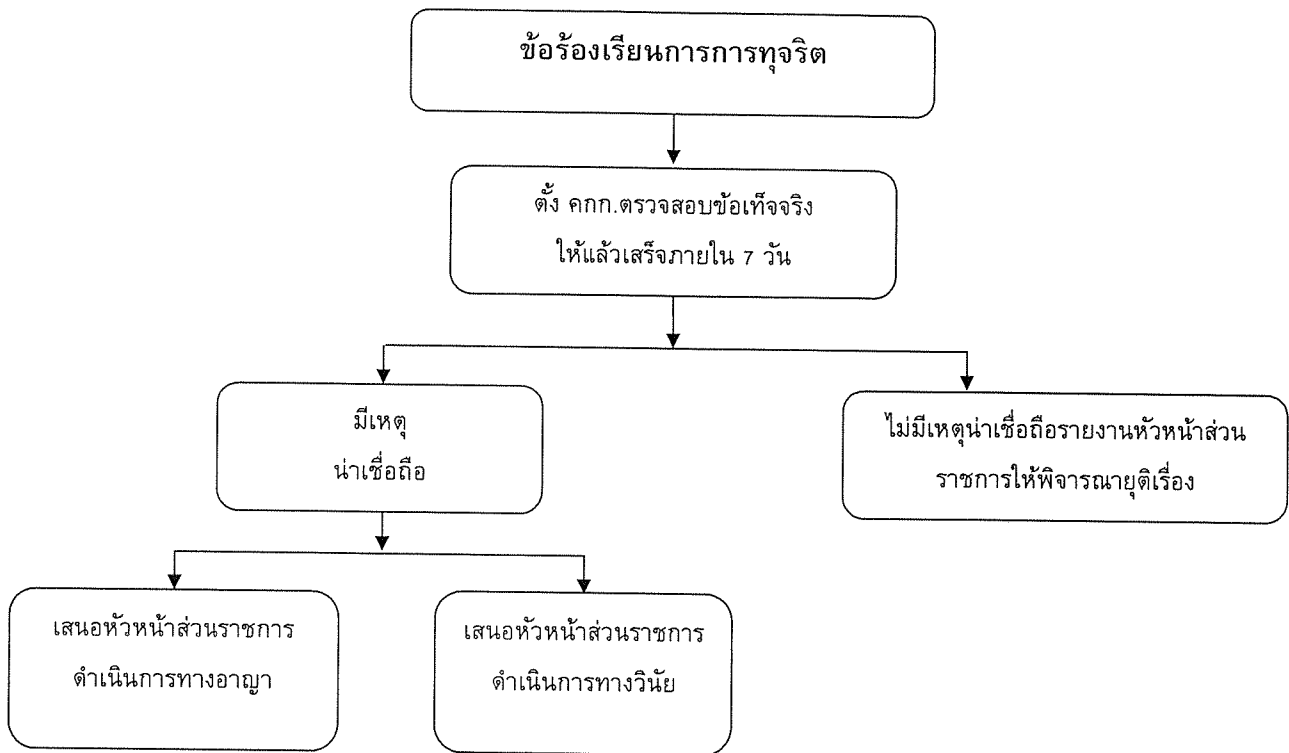 ข้อร้องเรียนการการทุจริต
ตั้ง คกก.ตรวจสอบข้อเท็จจริง
ให้แล้วเสร็จภายใน 7 วัน
มีเหตุ
น่าเชื่อถือ
ไม่มีเหตุน่าเชื่อถือรายงานหัวหน้าส่วน
ราชการให้พิจารณายุติเรื่อง
เสนอหัวหน้าส่วนราชการ
ดำเนินการทางอาญา
เสนอหัวหน้าส่วนราชการ
ดำเนินการทางวินัย